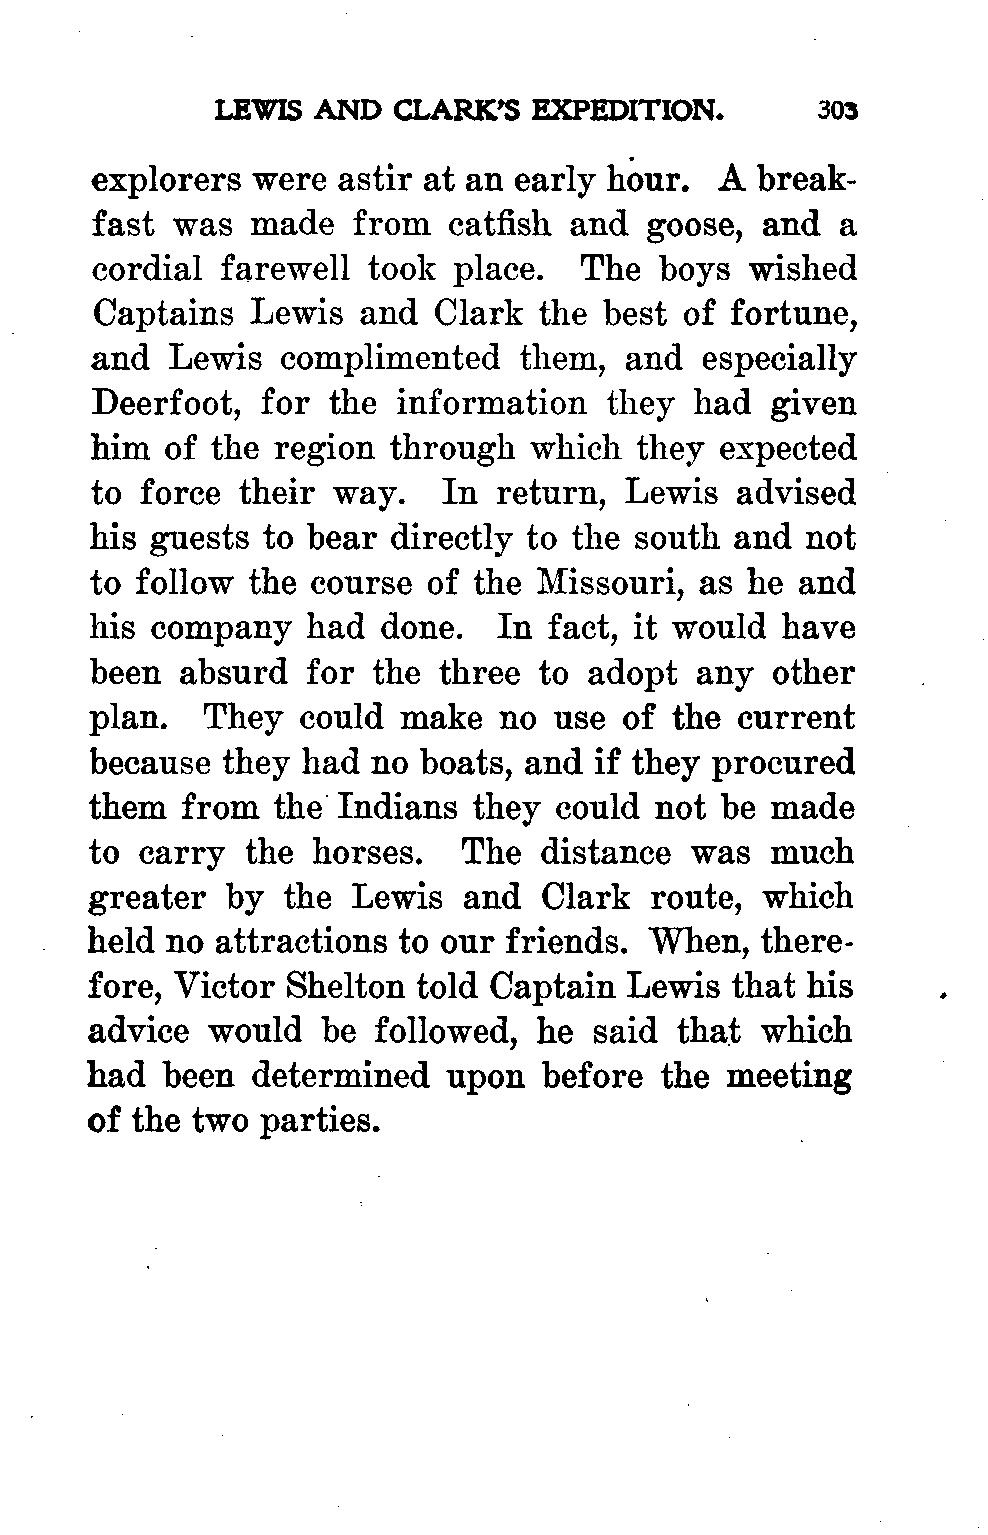 LEWIS AND CLARK'S EXPEDITION. 303
explorers were astir at an early hour. A break-
fast was made from catfish and goose, and a
cordial farewell took place. The boys wished
Captains Lewis and Clark the best of fortune,
and Lewis complimented them, and especially
Deerfoot, for the information they had given
him of the region through which they expected
to force their way. In return, Lewis advised
his guests to bear directly to the south and not
to follow the course of the Missouri, as he and
his company had done. In fact, it would have
been absurd for the three to adopt any other
plan. They could make no use of the current
because they had no boats, and if they procured
them from the Indians they could not be made
to carry the horses. The distance was much
greater by the Lewis and Clark route, which
held no attractions to our friends. When, there-
fore, Victor Shelton told Captain Lewis that his
advice would be followed, he said that which
had been determined upon before the meeting
of the two parties.